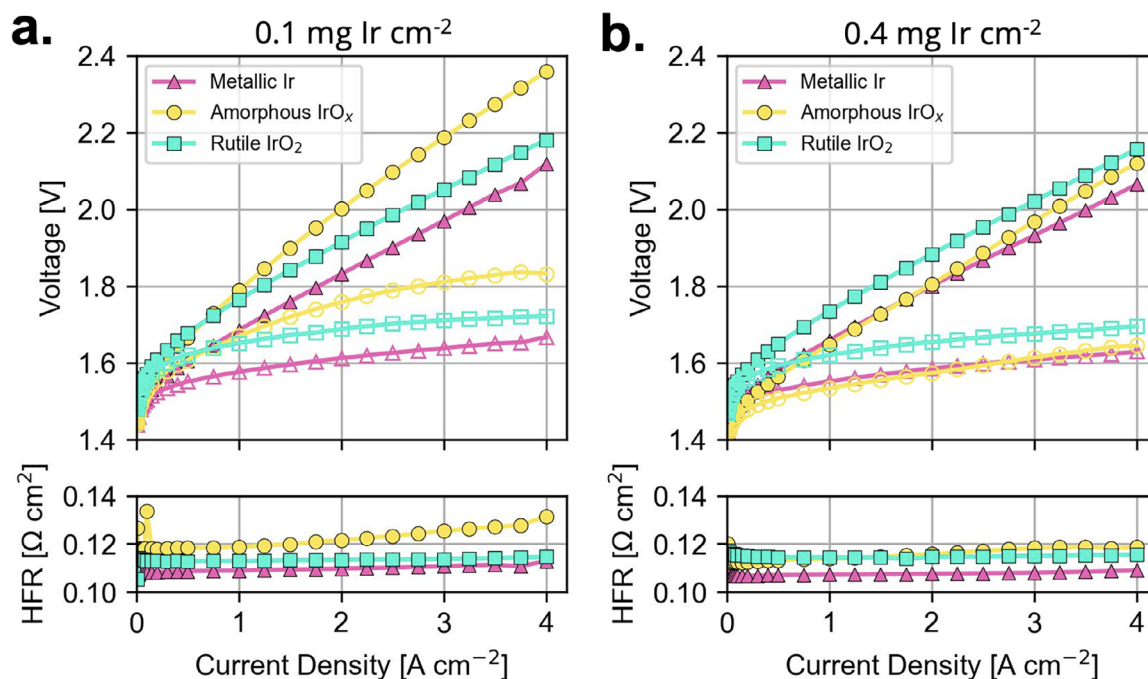 a.
0.1 mg Ir cm⁻²
Metallic Ir
Amorphous IrOₓ
Rutile IrO₂
Voltage [V]
2.4
2.2
2.0
1.8
1.6
1.4
HFR [Ω cm²]
0.14
0.12
0.10
0 1 2 3 4
Current Density [A cm⁻²]
b.
0.4 mg Ir cm⁻²
Metallic Ir
Amorphous IrOₓ
Rutile IrO₂
Voltage [V]
2.4
2.2
2.0
1.8
1.6
1.4
HFR [Ω cm²]
0.14
0.12
0.10
0 1 2 3 4
Current Density [A cm⁻²]